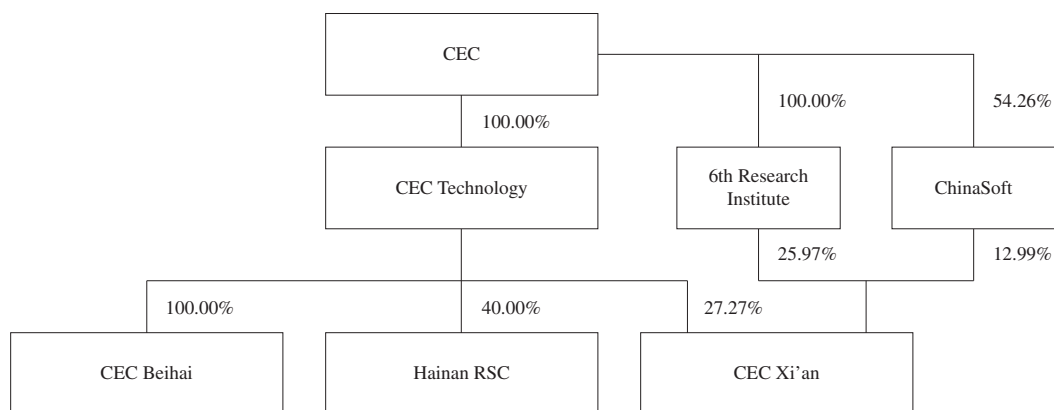 CEC
100.00%
100.00%
54.26%
CEC Technology
6th Research
Institute
ChinaSoft
25.97%
12.99%
100.00%
40.00%
27.27%
CEC Beihai
Hainan RSC
CEC Xi’an